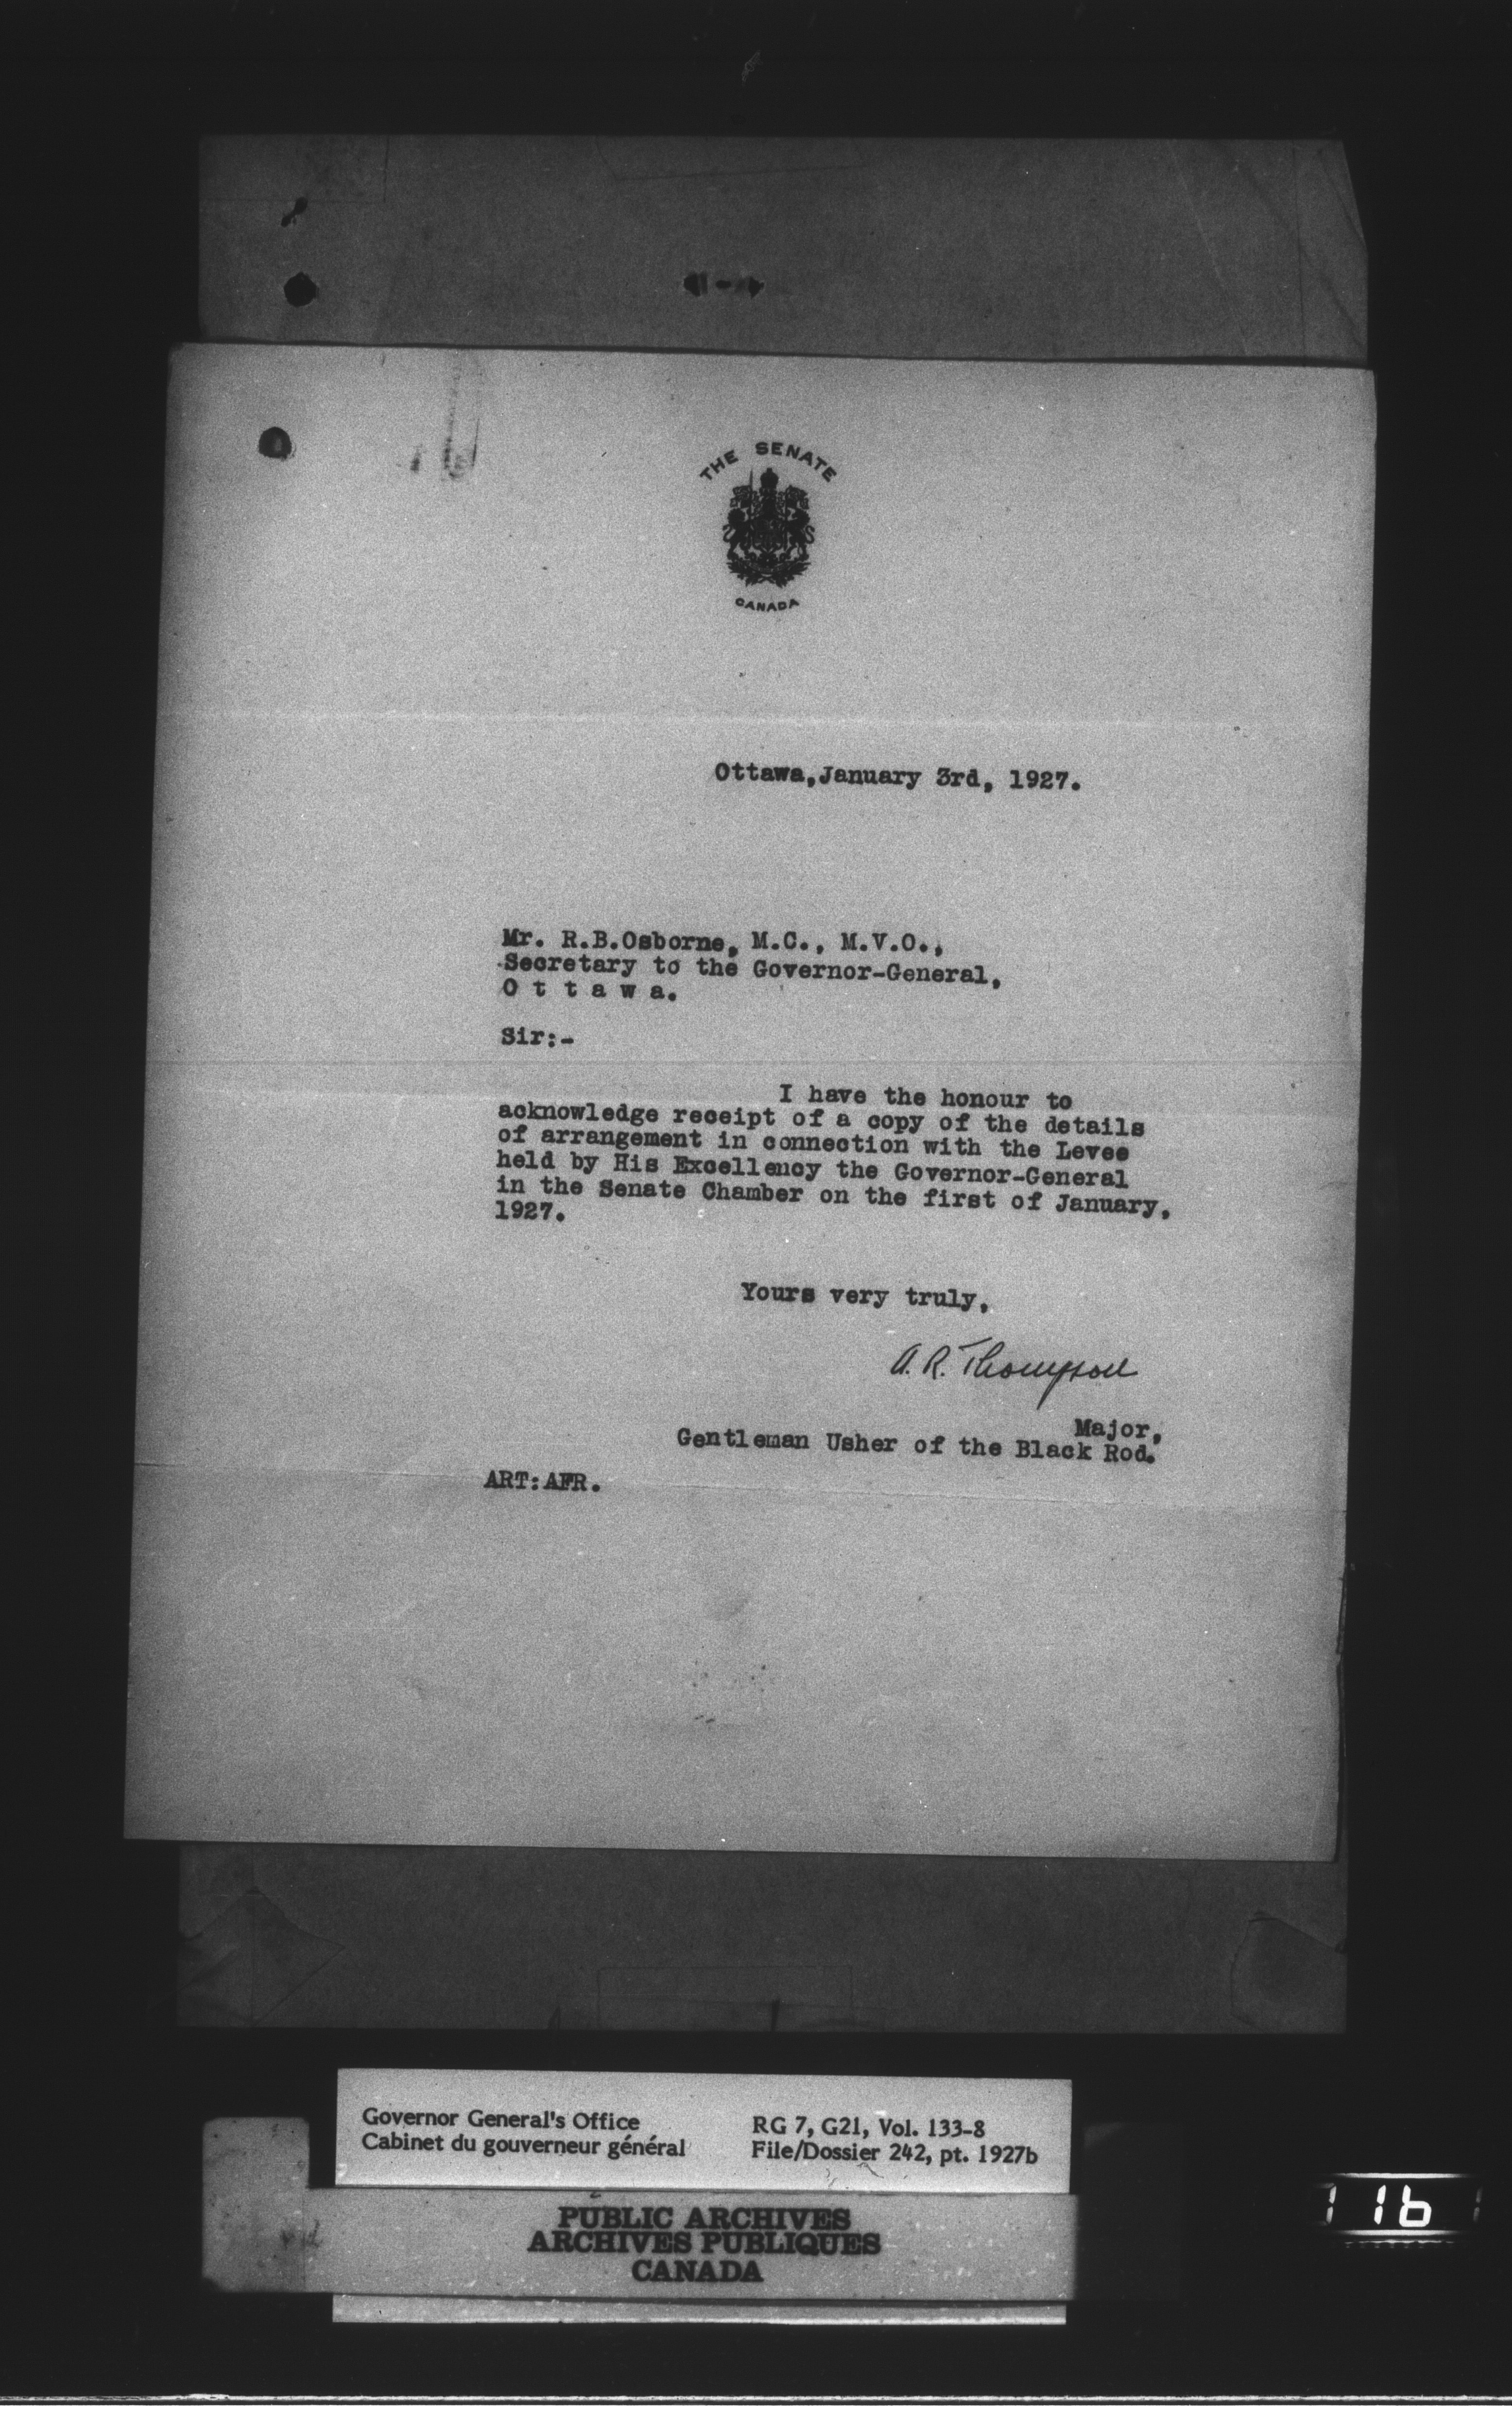 THE SENATE
CANADA
Ottawa,January 3rd, 1927.
Mr. R.B.Osborne, M.C., M.V.O.,
Secretary to the Governor-General,
O t t a w a.
Sir:-
I have the honour to
acknowledge receipt of a copy of the details
of arrangement in connection with the Levee
held by His Excellency the Governor-General
in the Senate Chamber on the first of January,
1927.
Yours very truly,
A. R. Thompson
Major,
Gentleman Usher of the Black Rod.
ART:AFR.
Governor General's Office
Cabinet du gouverneur général
RG 7, G21, Vol. 133-8
File/Dossier 242, pt. 1927b
PUBLIC ARCHIVES
ARCHIVES PUBLIQUES
CANADA